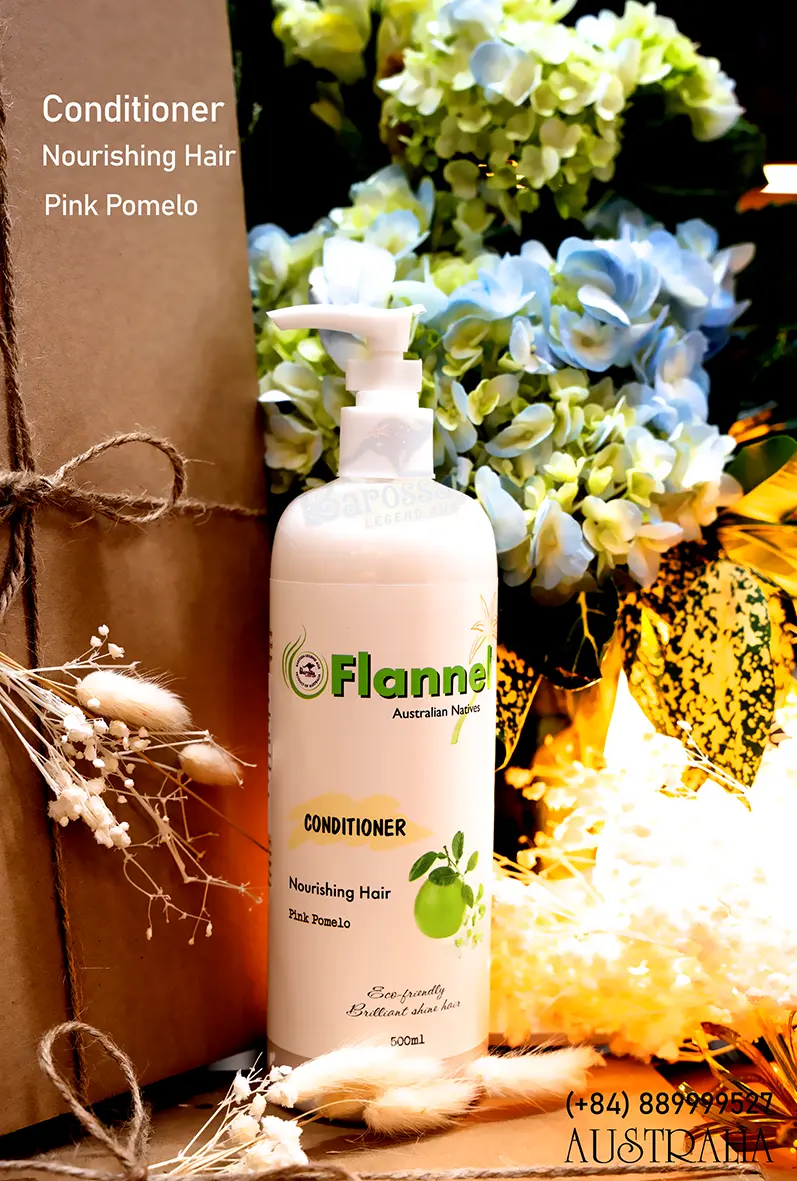 Conditioner
Nourishing Hair
Pink Pomelo
LEGEND
Flannel
Australian Natives
CONDITIONER
Nourishing Hair
Pink Pomelo
Eco-friendly
Brilliant shine hair
500ml
(+84) 889999527
AUSTRALIA